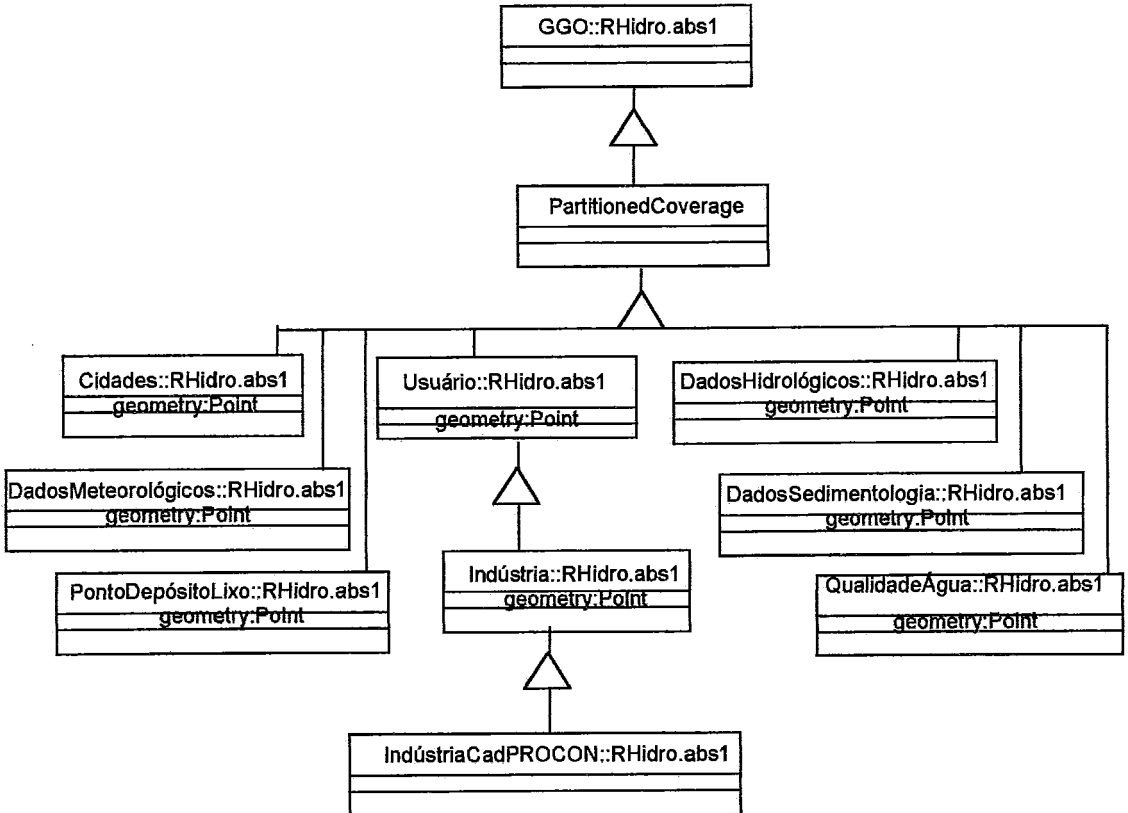 GGO::RHidro.abs1
PartitionedCoverage
Cidades::RHidro.abs1
geometry:Point
Usuário::RHidro.abs1
geometry:Point
DadosHidrológicos::RHidro.abs1
geometry:Point
DadosMeteorológicos::RHidro.abs1
geometry:Point
DadosSedimentologia::RHidro.abs1
geometry:Point
Indústria::RHidro.abs1
geometry:Point
PontoDepósitoLixo::RHidro.abs1
geometry:Point
QualidadeÁgua::RHidro.abs1
geometry:Point
IndústriaCadPROCON::RHidro.abs1